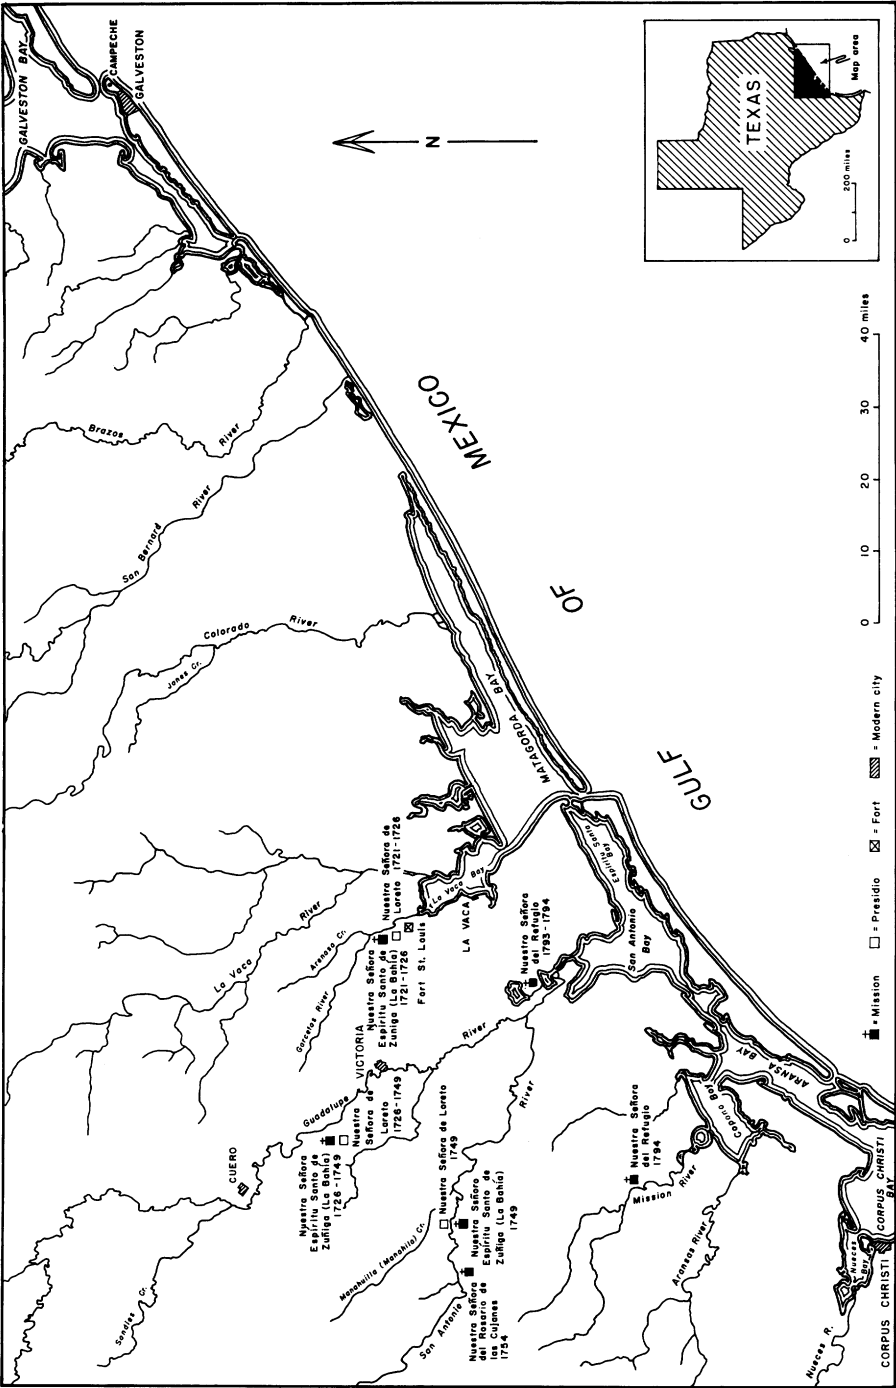 GALVESTON BAY
CAMPECHE
GALVESTON
N
Brazos
River
San Bernard
River
Colorado
River
Jones Cr.
MEXICO
OF
GULF
MATAGORDA BAY
La Vaca Bay
LA VACA
Espiritu Santo
Bay
San Antonio
Bay
ARANSA
BAY
Copano Bay
La Vaca
River
Arenosa Cr.
Garcetas River
Nuestra Señora de
Loreto 1721-1726
Nuestra Señora
Espiritu Santo de
Zuñiga (La Bahía)
1721-1726
Fort St. Louis
Nuestra Señora
del Refugio
1793-1794
VICTORIA
Guadalupe
River
CUERO
Nuestra
Señora de
Loreto
1726-1749
Nuestra Señora
Espiritu Santo de
Zuñiga (La Bahía)
1726-1749
Sandies Cr.
Manahuilla (Manahila) Cr.
Nuestra Señora de Loreto
1749
Nuestra Señora
Espiritu Santo de
Zuñiga (La Bahía)
1749
San Antonio
River
Nuestra Señora
del Rosario de
las Cujanes
1754
Nuestra Señora
del Refugio
1794
Mission River
Aransas River
Nueces R.
Nueces
Bay
CORPUS CHRISTI
CORPUS CHRISTI
BAY
= Mission
= Presidio
= Fort
= Modern city
0 10 20 30 40 miles
TEXAS
Map area
0 200 miles